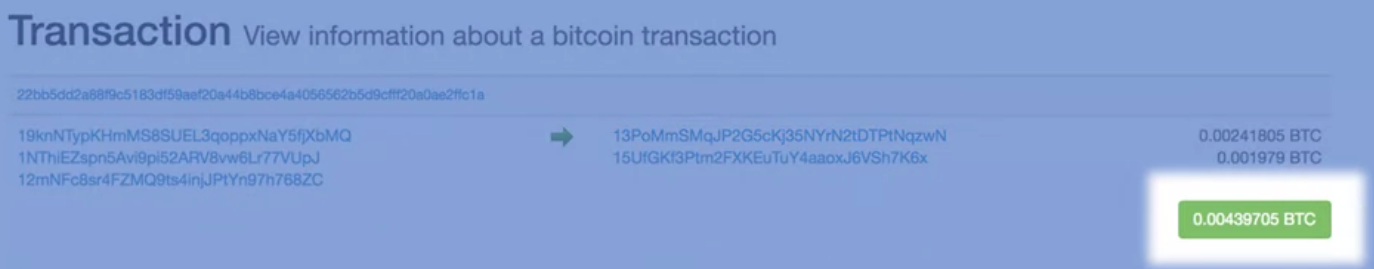 Transaction View information about a bitcoin transaction
22bb5dd2a88f9c5183df59aef20a44b8bce4a4056562b5d9cfff20a0ae2ffc1a
19knNTypKHmMS8SUEL3qoppxNaY5fjXbMQ 13PoMmSMqJP2G5cKj35NYrN2tDTPtNqzwN 0.00241805 BTC
1NThiEZspn5Avi9pi52ARV8vw6Lr77VUpJ 15UfGKf3Ptm2FXKEuTuY4aaoxJ6VSh7K6x 0.001979 BTC
12mNFc8sr4FZMQ9ts4injJPtYn97h768ZC
0.00439705 BTC